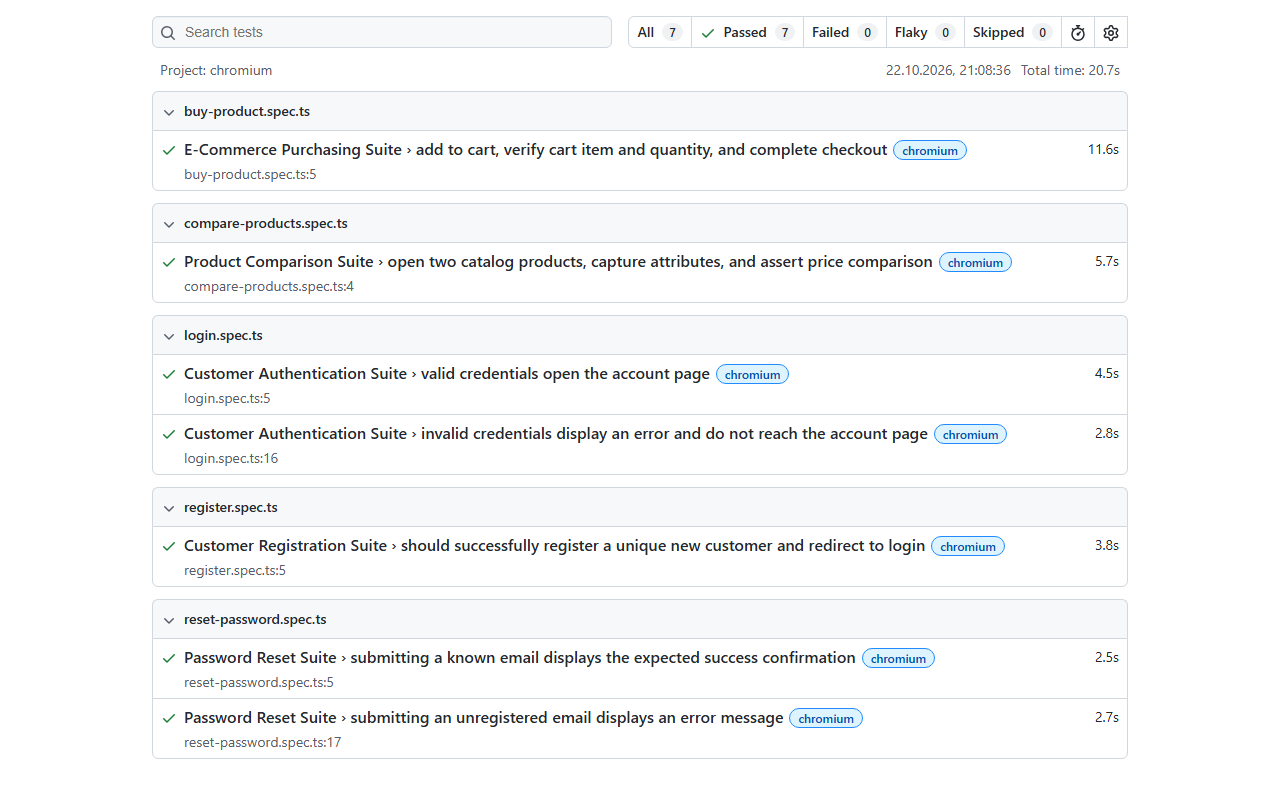 Search tests
All 7 Passed 7 Failed 0 Flaky 0 Skipped 0
Project: chromium 22.10.2026, 21:08:36 Total time: 20.7s
buy-product.spec.ts
E-Commerce Purchasing Suite › add to cart, verify cart item and quantity, and complete checkout chromium 11.6s
buy-product.spec.ts:5
compare-products.spec.ts
Product Comparison Suite › open two catalog products, capture attributes, and assert price comparison chromium 5.7s
compare-products.spec.ts:4
login.spec.ts
Customer Authentication Suite › valid credentials open the account page chromium 4.5s
login.spec.ts:5
Customer Authentication Suite › invalid credentials display an error and do not reach the account page chromium 2.8s
login.spec.ts:16
register.spec.ts
Customer Registration Suite › should successfully register a unique new customer and redirect to login chromium 3.8s
register.spec.ts:5
reset-password.spec.ts
Password Reset Suite › submitting a known email displays the expected success confirmation chromium 2.5s
reset-password.spec.ts:5
Password Reset Suite › submitting an unregistered email displays an error message chromium 2.7s
reset-password.spec.ts:17